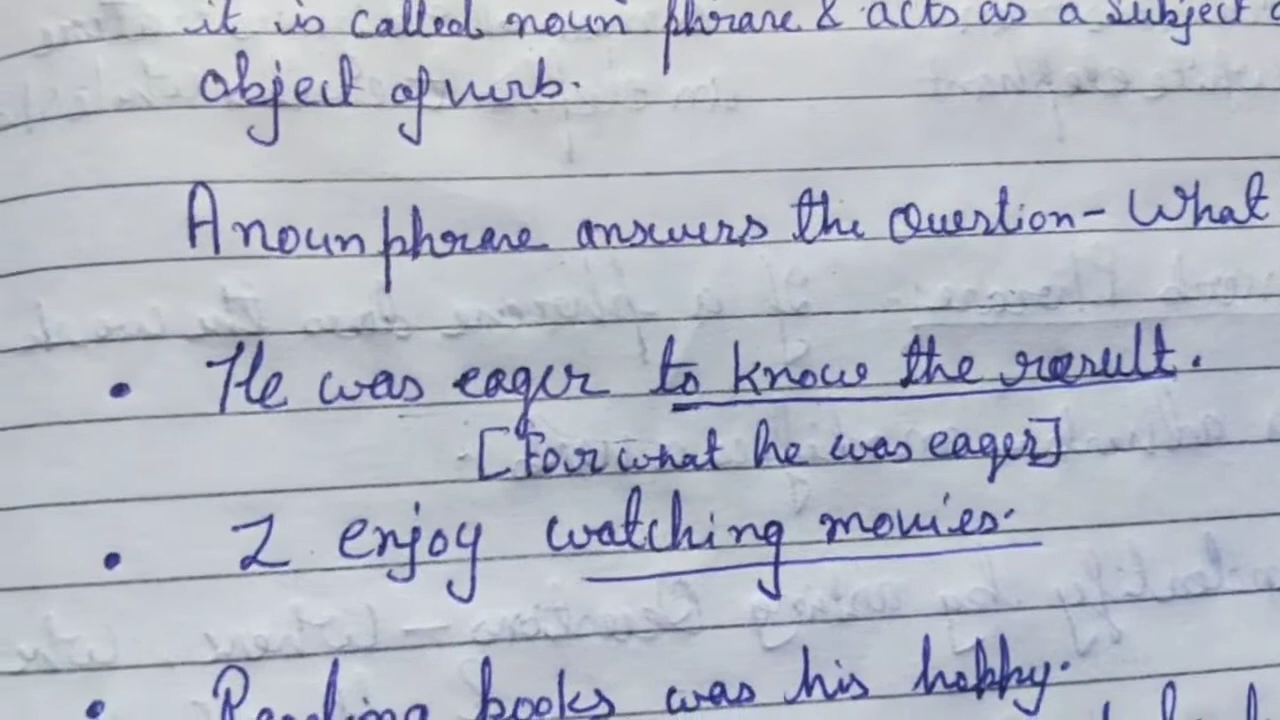 it is called noun phrase & acts as a subject
object of verb.
A noun phrase answers the Question - What
• He was eager to know the result.
[For what he was eager]
• I enjoy watching movies.
• Reading books was his hobby.